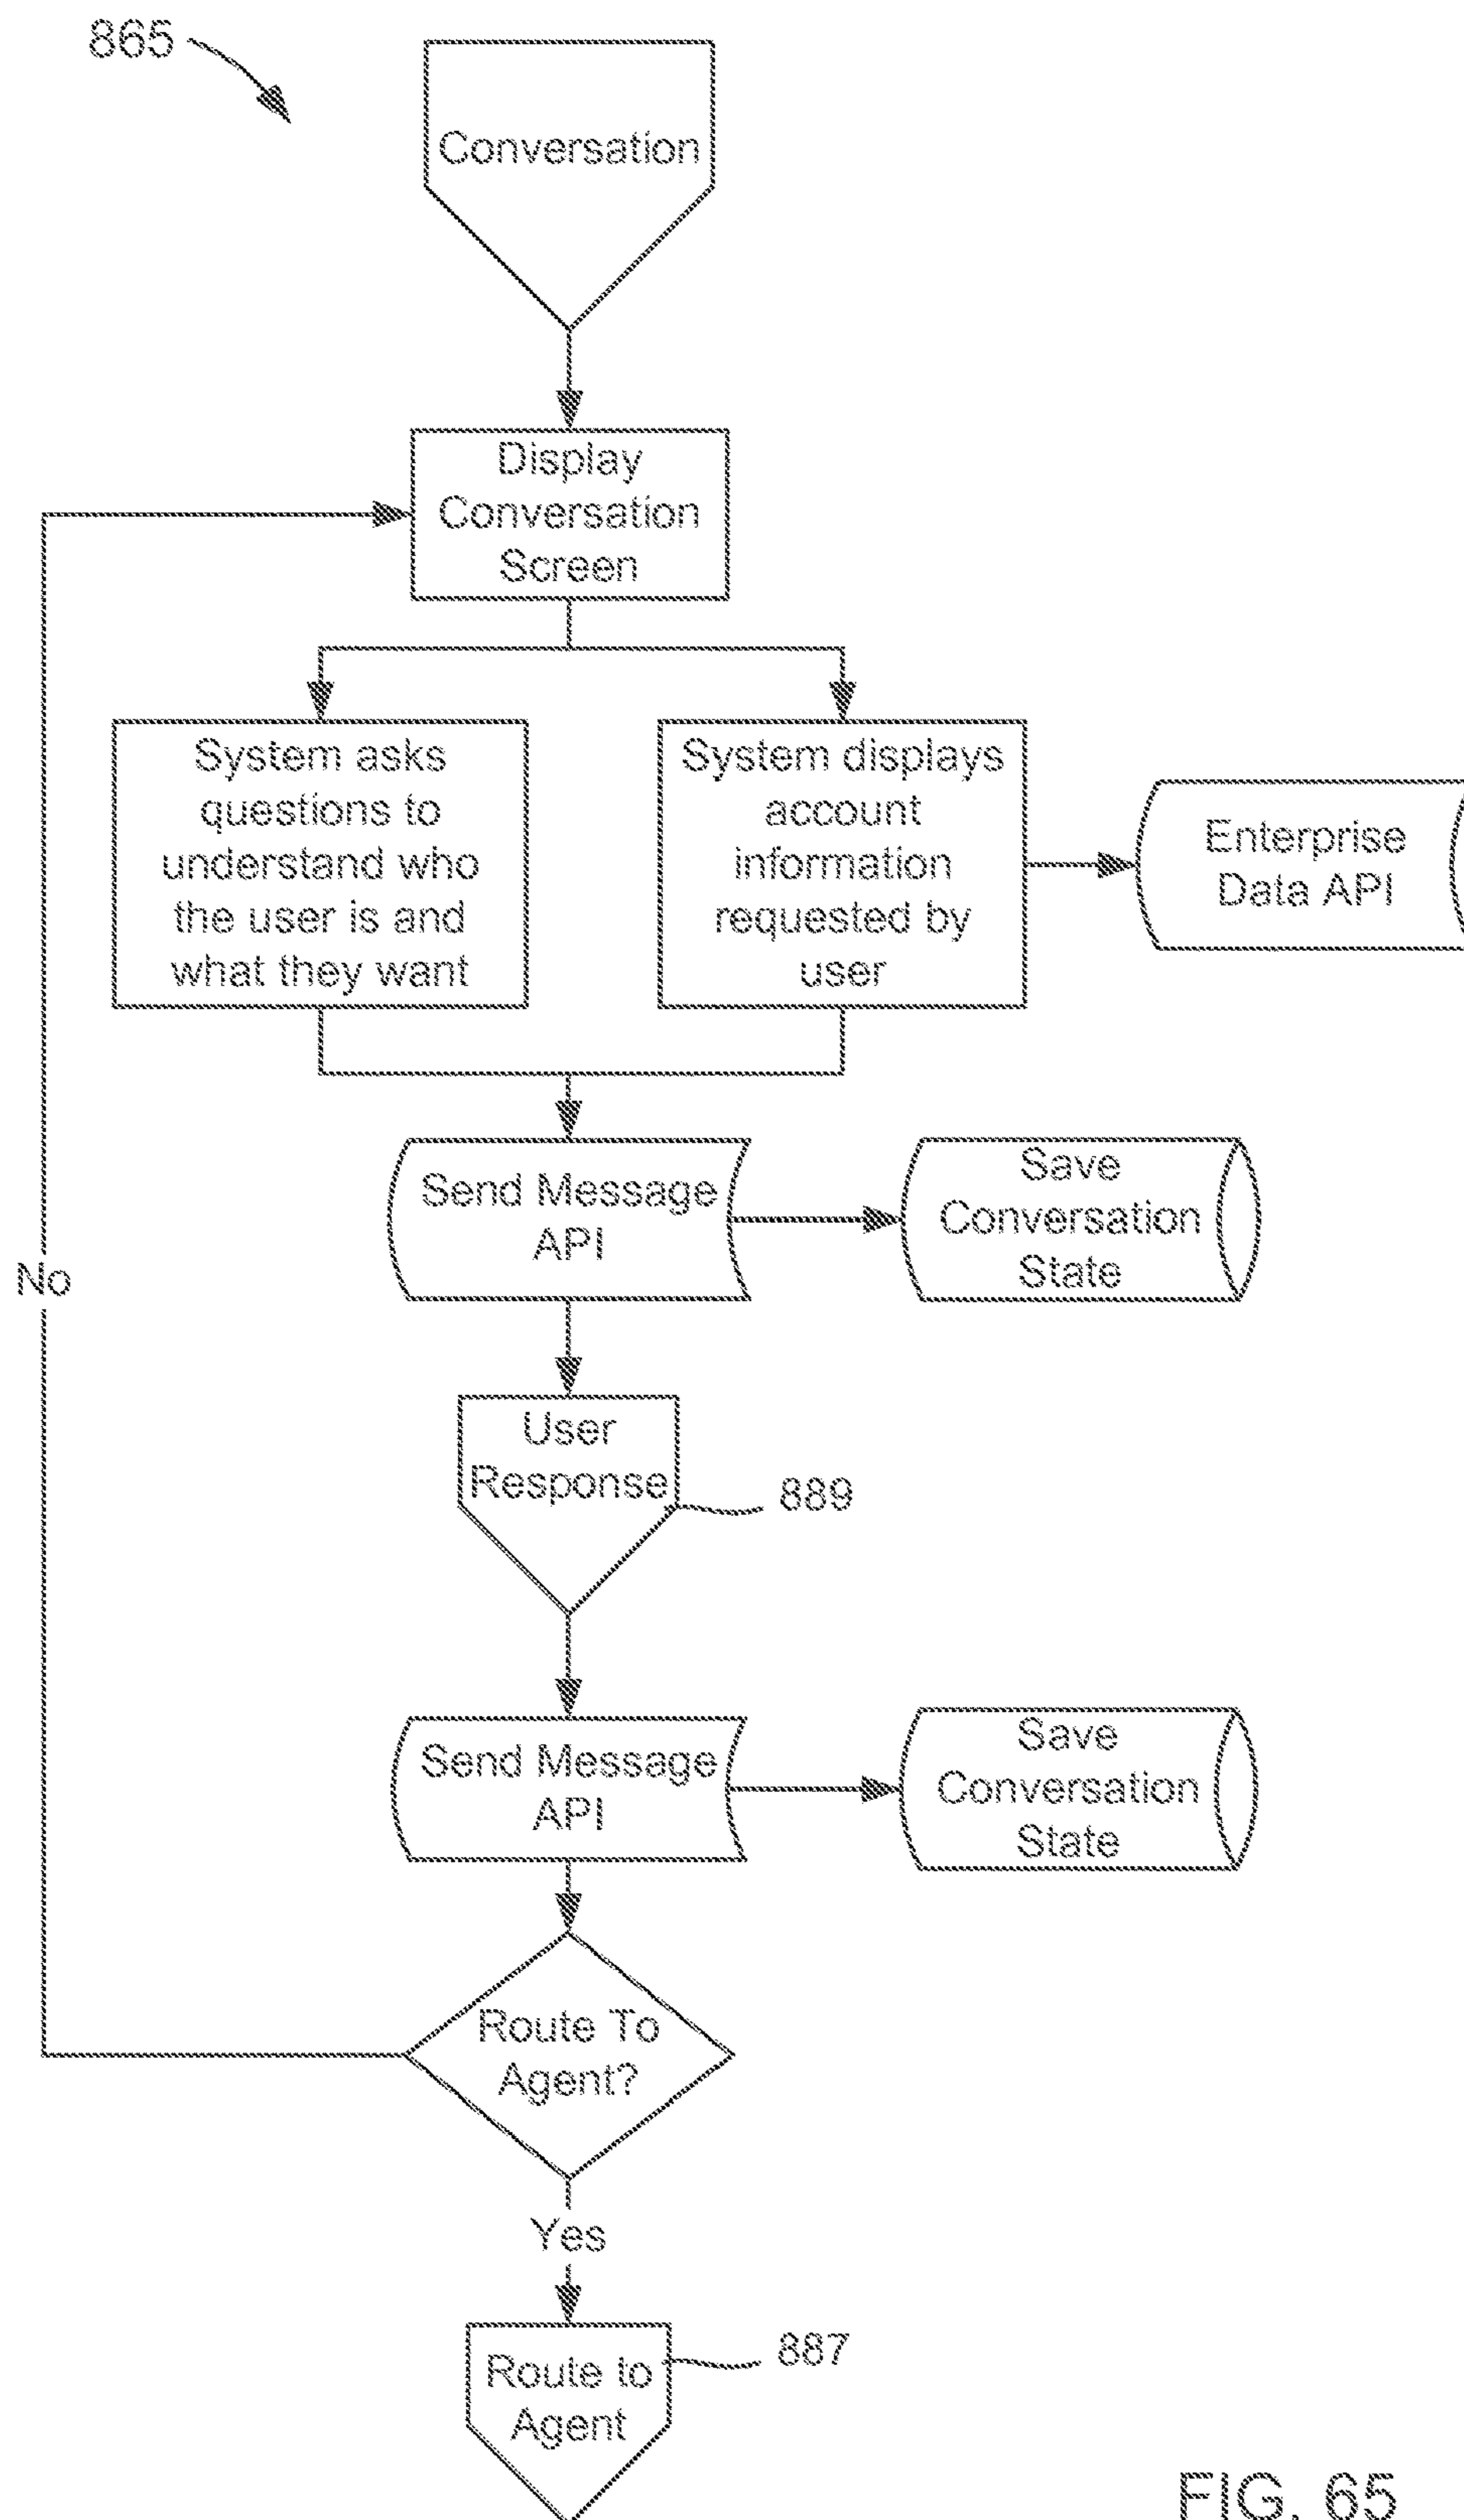 865
Conversation
Display
Conversation
Screen
System asks
questions to
understand who
the user is and
what they want
System displays
account
information
requested by
user
Enterprise
Data API
Send Message
API
Save
Conversation
State
No
User
Response
889
Send Message
API
Save
Conversation
State
Route To
Agent?
Yes
Route to
Agent
887
FIG. 65